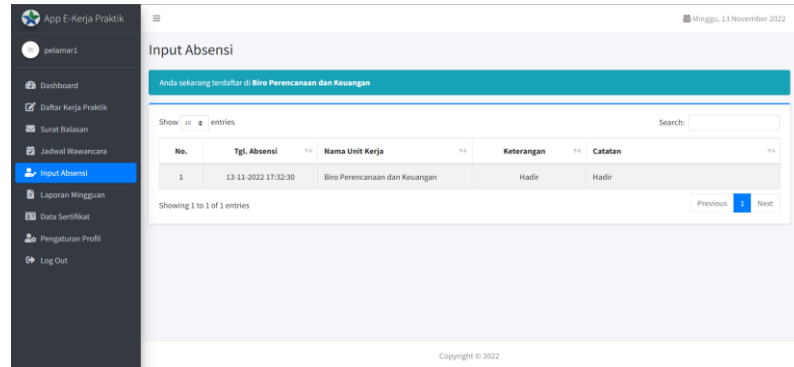 App E-Kerja Praktik
Minggu, 13 November 2022
pelamar1
Dashboard
Daftar Kerja Praktik
Surat Balasan
Jadwal Wawancara
Input Absensi
Laporan Mingguan
Data Sertifikat
Pengaturan Profil
Log Out
Input Absensi
Anda sekarang terdaftar di Biro Perencanaan dan Keuangan
Show 10 entries Search:
No. Tgl. Absensi Nama Unit Kerja Keterangan Catatan
1 13-11-2022 17:32:30 Biro Perencanaan dan Keuangan Hadir Hadir
Showing 1 to 1 of 1 entries Previous 1 Next
Copyright © 2022